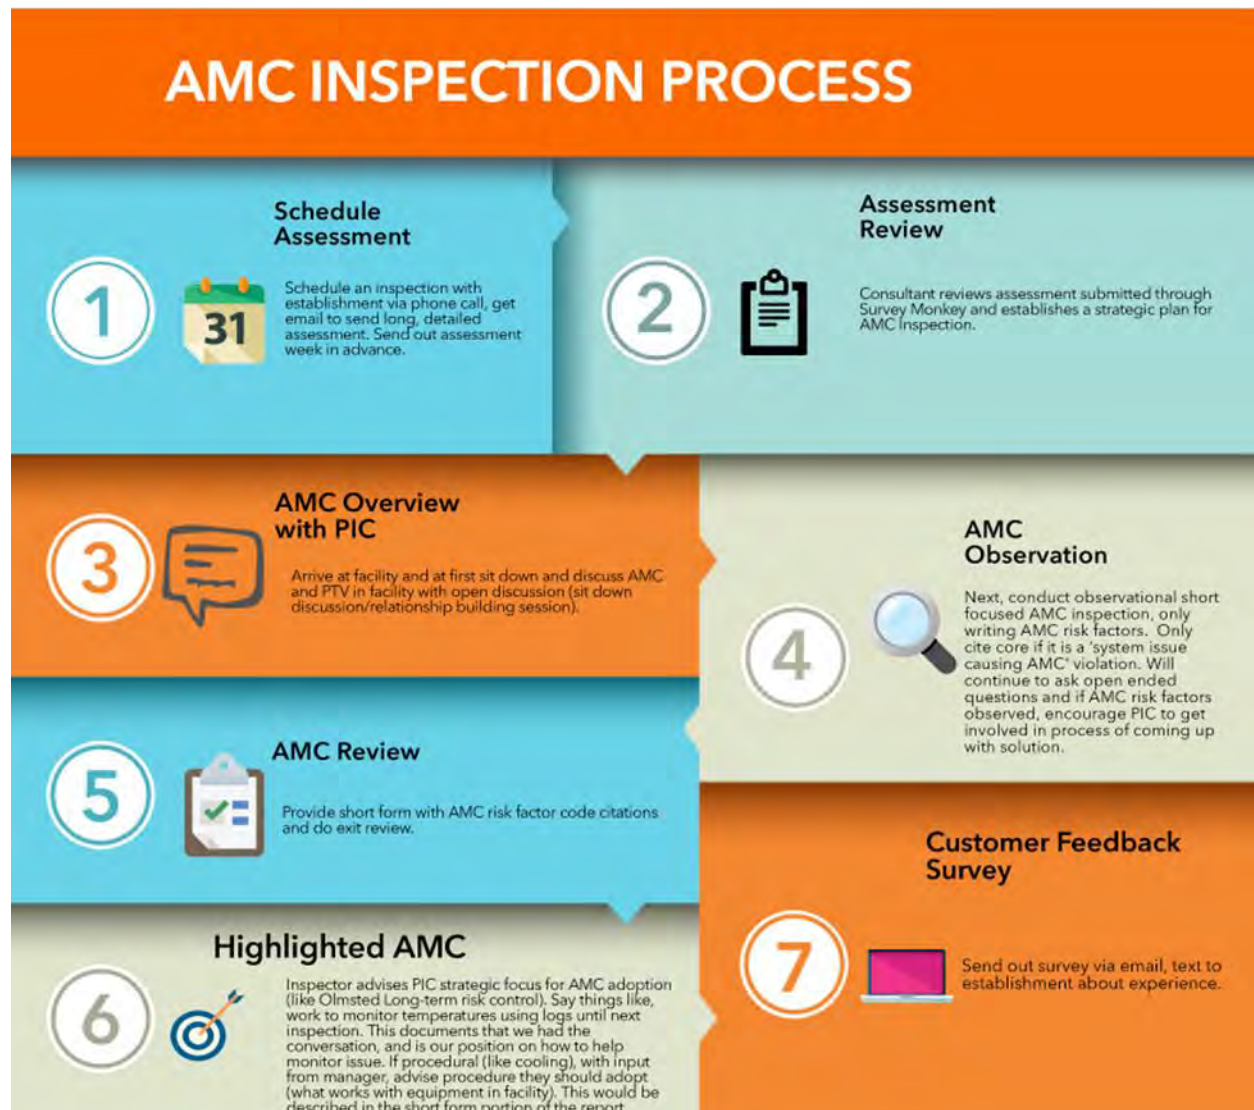 AMC INSPECTION PROCESS
1
31
Schedule
Assessment
Schedule an inspection with
establishment via phone call, get
email to send long, detailed
assessment. Send out assessment
week in advance.
2
Assessment
Review
Consultant reviews assessment submitted through
Survey Monkey and establishes a strategic plan for
AMC Inspection.
3
AMC Overview
with PIC
Arrive at facility and at first sit down and discuss AMC
and PTV in facility with open discussion (sit down
discussion/relationship building session).
4
AMC
Observation
Next, conduct observational short
focused AMC inspection, only
writing AMC risk factors. Only
cite core if it is a 'system issue
causing AMC' violation. Will
continue to ask open ended
questions and if AMC risk factors
observed, encourage PIC to get
involved in process of coming up
with solution.
5
AMC Review
Provide short form with AMC risk factor code citations
and do exit review.
6
Highlighted AMC
Inspector advises PIC strategic focus for AMC adoption
(like Olmsted Long-term risk control). Say things like,
work to monitor temperatures using logs until next
inspection. This documents that we had the
conversation, and is our position on how to help
monitor issue. If procedural (like cooling), with input
from manager, advise procedure they should adopt
(what works with equipment in facility). This would be
described in the short form portion of the report
7
Customer Feedback
Survey
Send out survey via email, text to
establishment about experience.